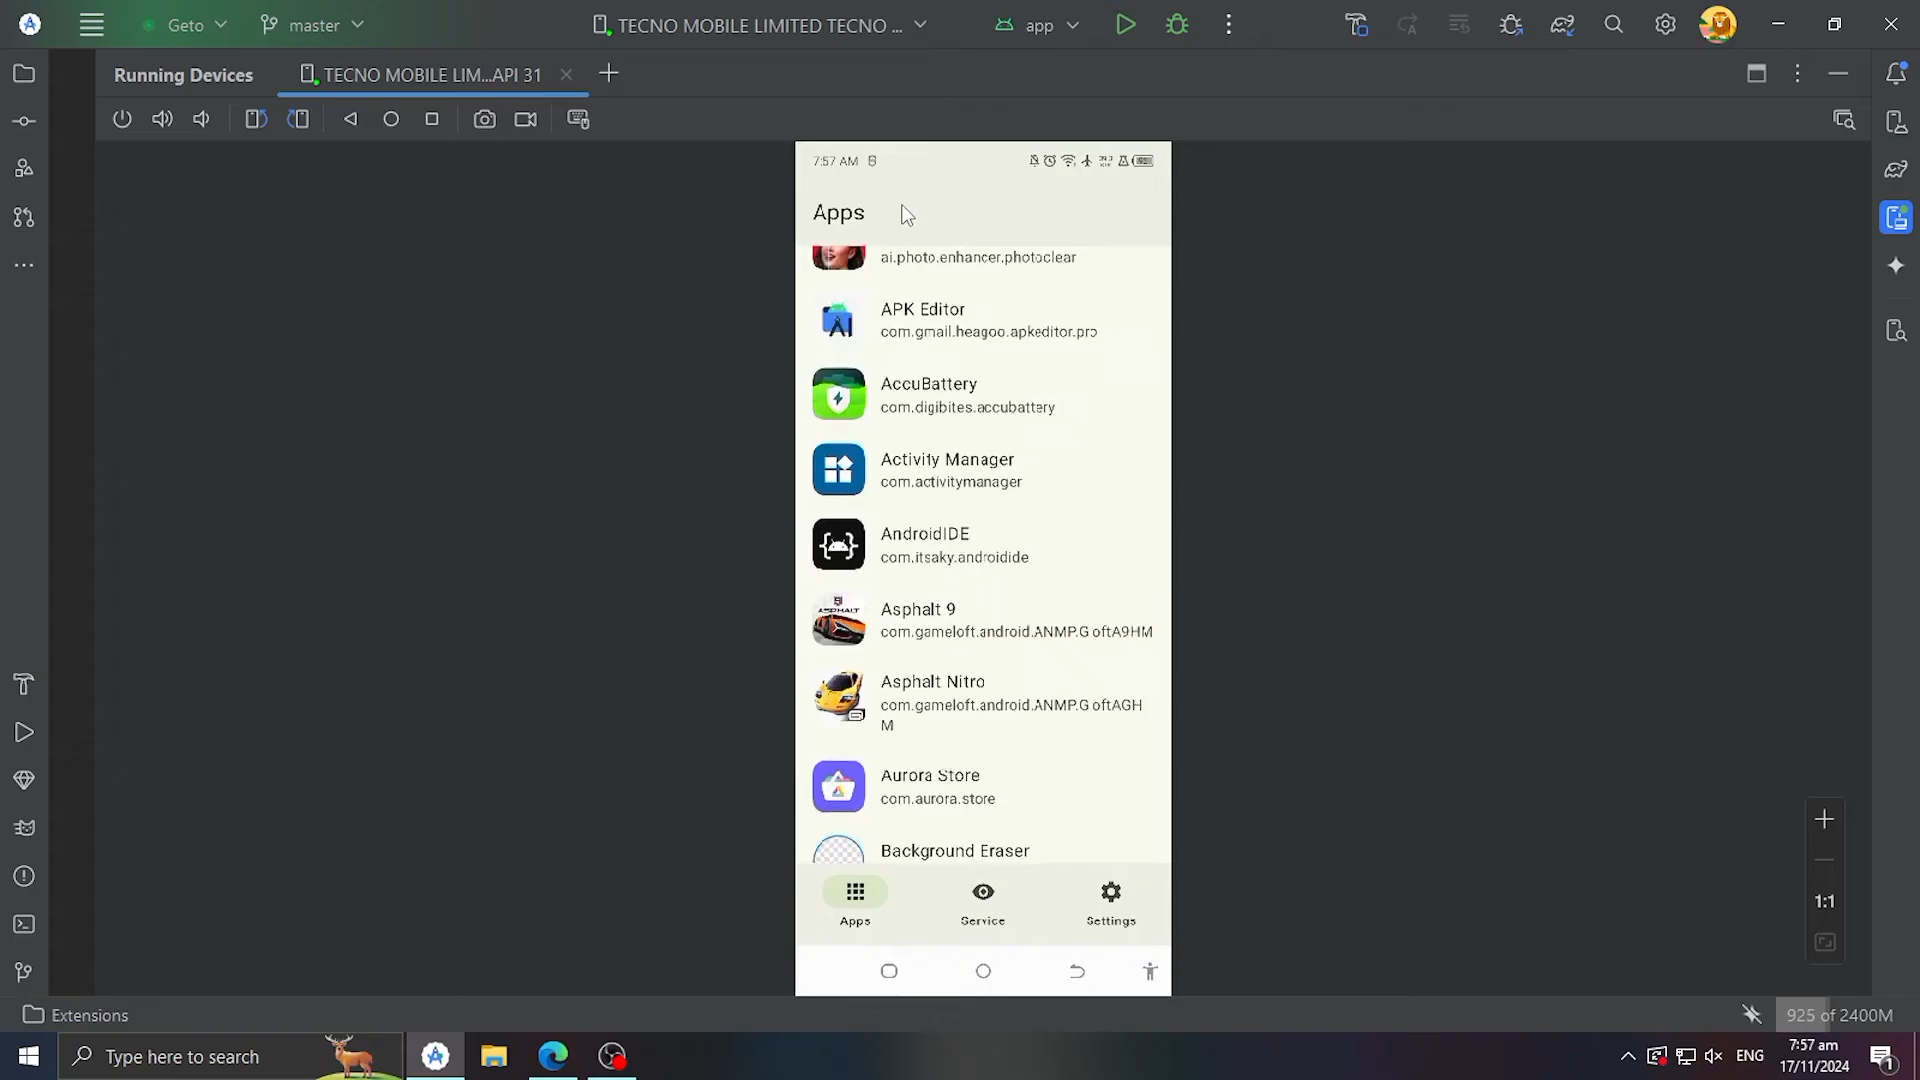 Geto
master
TECNO MOBILE LIMITED TECNO ...
app
Running Devices
TECNO MOBILE LIM...API 31
7:57 AM
Apps
ai.photo.enhancer.photoclear
APK Editor
com.gmail.heagoo.apkeditor.pro
AccuBattery
com.digibites.accubattery
Activity Manager
com.activitymanager
AndroidIDE
com.itsaky.androidide
ASPHALT
Asphalt 9
com.gameloft.android.ANMP.GloftA9HM
Asphalt Nitro
com.gameloft.android.ANMP.GloftAGH
M
Aurora Store
com.aurora.store
Background Eraser
Apps
Service
Settings
1:1
Extensions
925 of 2400M
Type here to search
ENG
7:57 am
17/11/2024
1